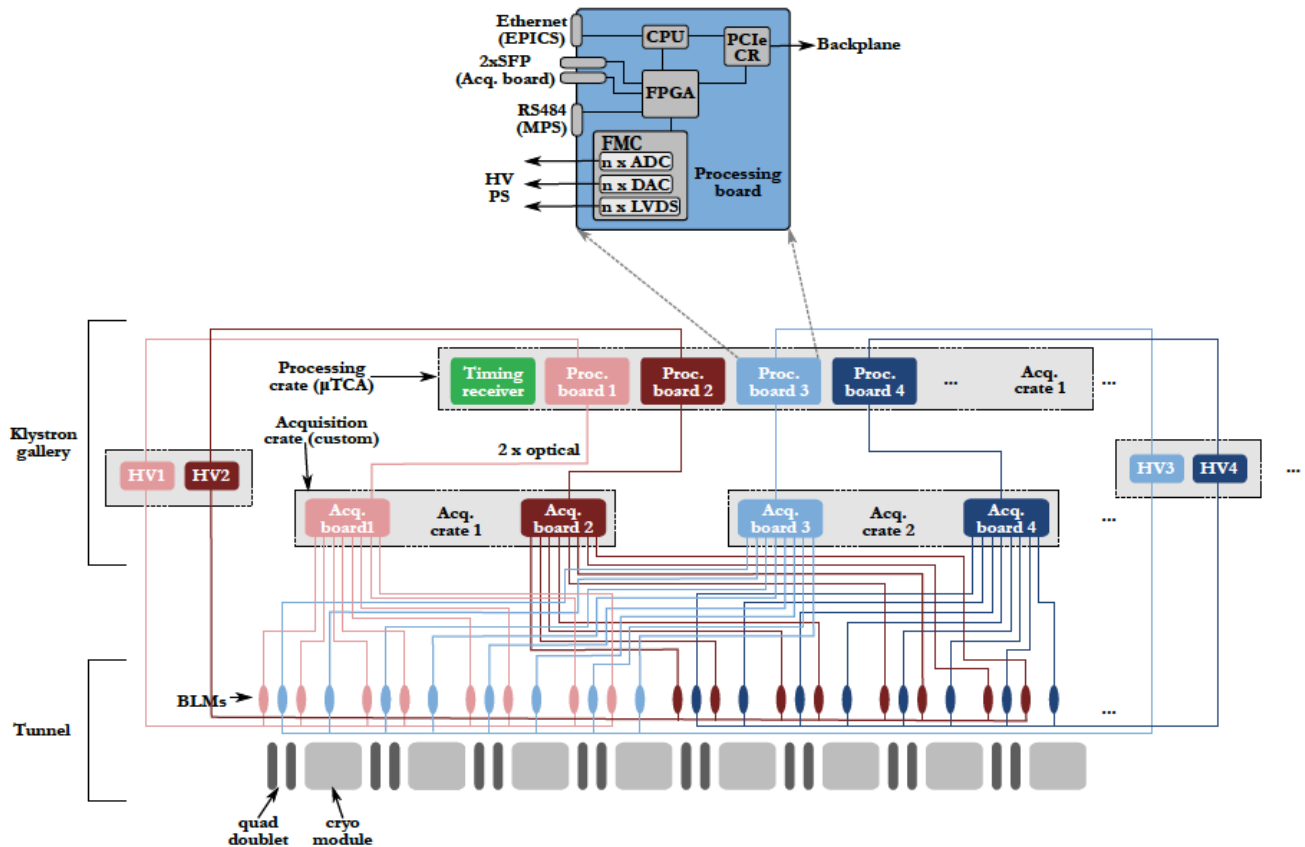 Ethernet
(EPICS)
CPU
PCIe
CR
Backplane
2xSFP
(Acq. board)
FPGA
RS484
(MPS)
FMC
n x ADC
n x DAC
n x LVDS
HV
PS
Processing
board
Klystron
gallery
Processing
crate (μTCA)
Timing
receiver
Proc.
board 1
Proc.
board 2
Proc.
board 3
Proc.
board 4
...
Acq.
crate 1
...
Acquisition
crate (custom)
2 x optical
HV1
HV2
HV3
HV4
...
Acq.
board1
Acq.
crate 1
Acq.
board 2
Acq.
board 3
Acq.
crate 2
Acq.
board 4
...
Tunnel
BLMs
...
quad
doublet
cryo
module